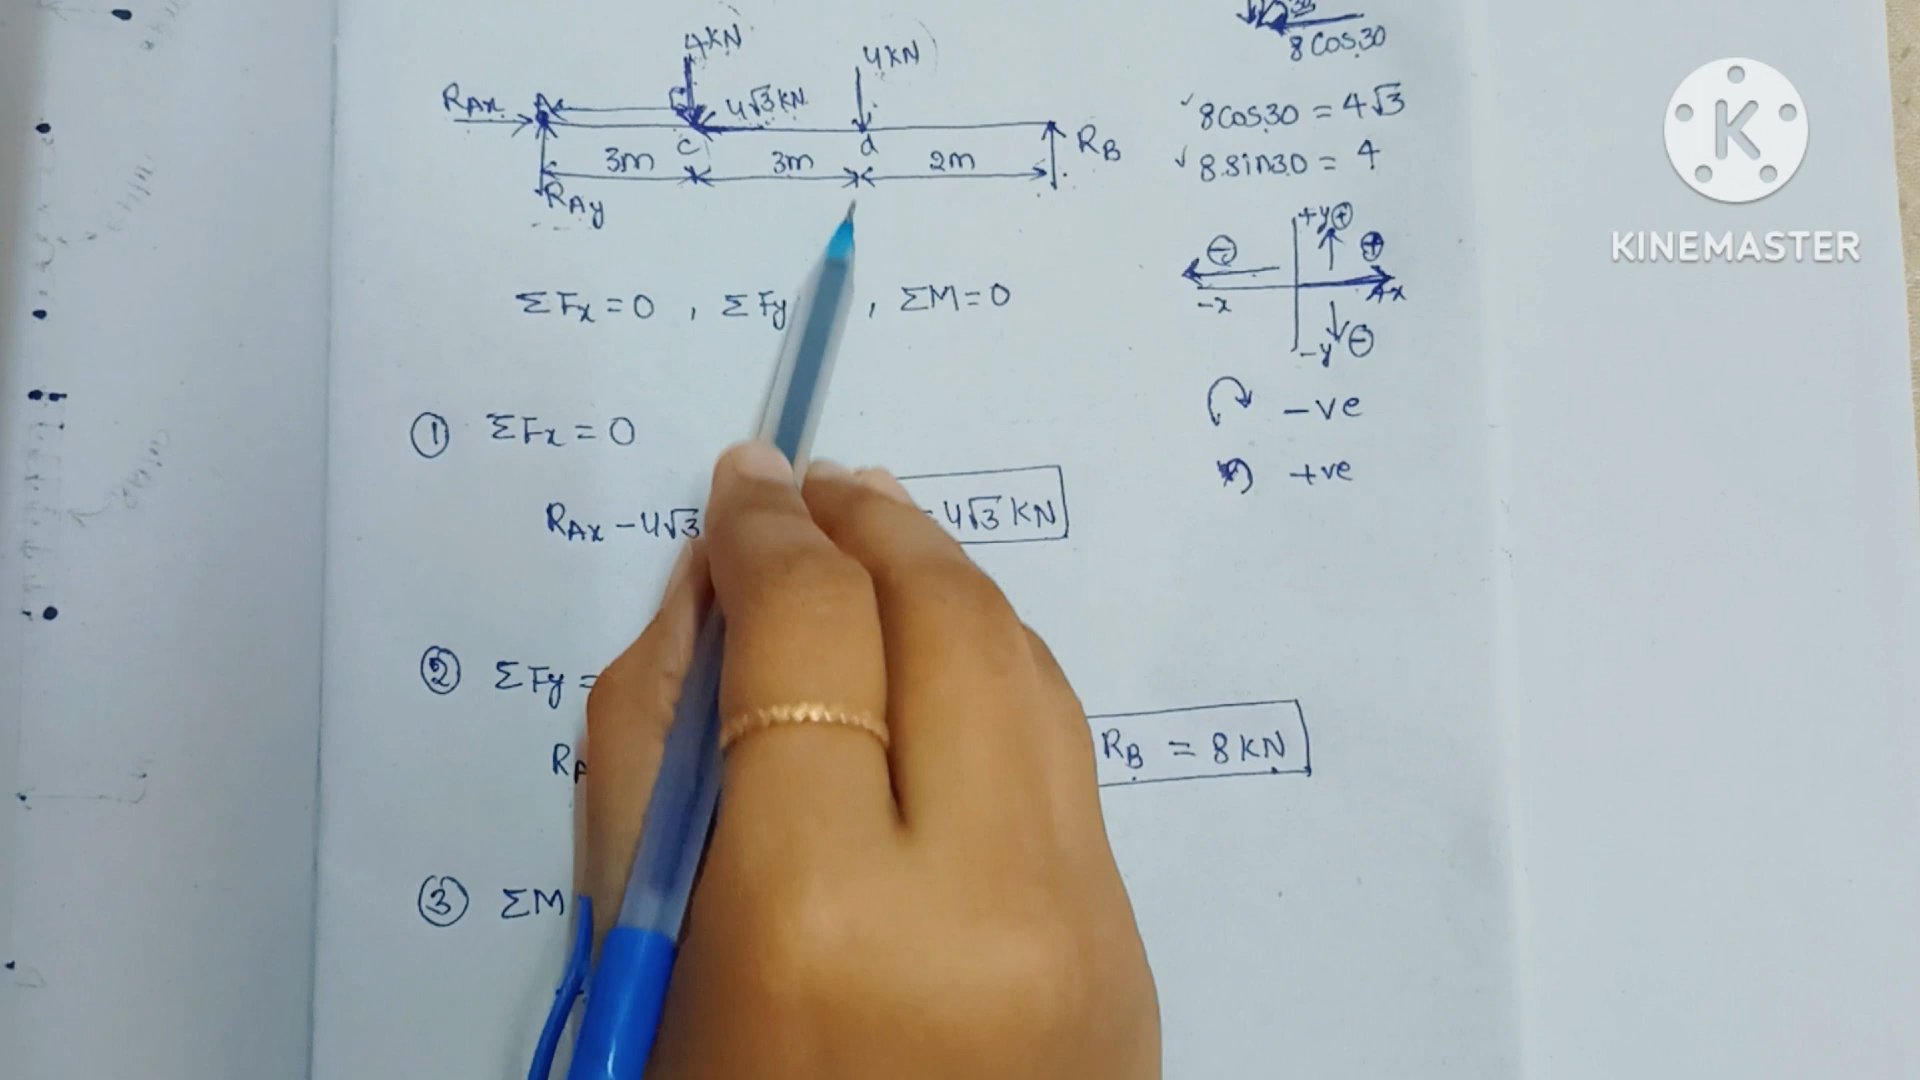 8 cos30
4KN
4KN
RAx
A
4√3 KN
RB
c
d
3m
3m
2m
RAy
8cos30 = 4√3
8.sin30 = 4
KINEMASTER
+y ⊕
⊖
⊕
-x
+x
-y ⊖
ΣFx = 0 , ΣFy , ΣM = 0
-ve
+ve
① ΣFx = 0
RAx - 4√3
= 4√3 KN
② ΣFy =
RB = 8 KN
③ ΣM